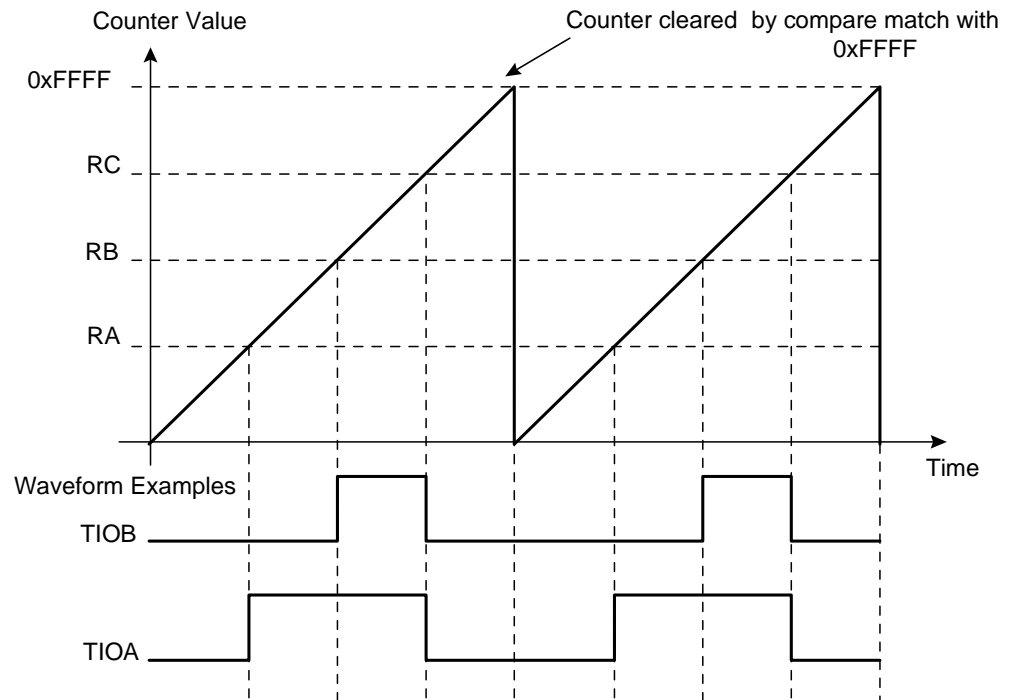 Counter Value
Counter cleared by compare match with
0xFFFF
0xFFFF
RC
RB
RA
Time
Waveform Examples
TIOB
TIOA